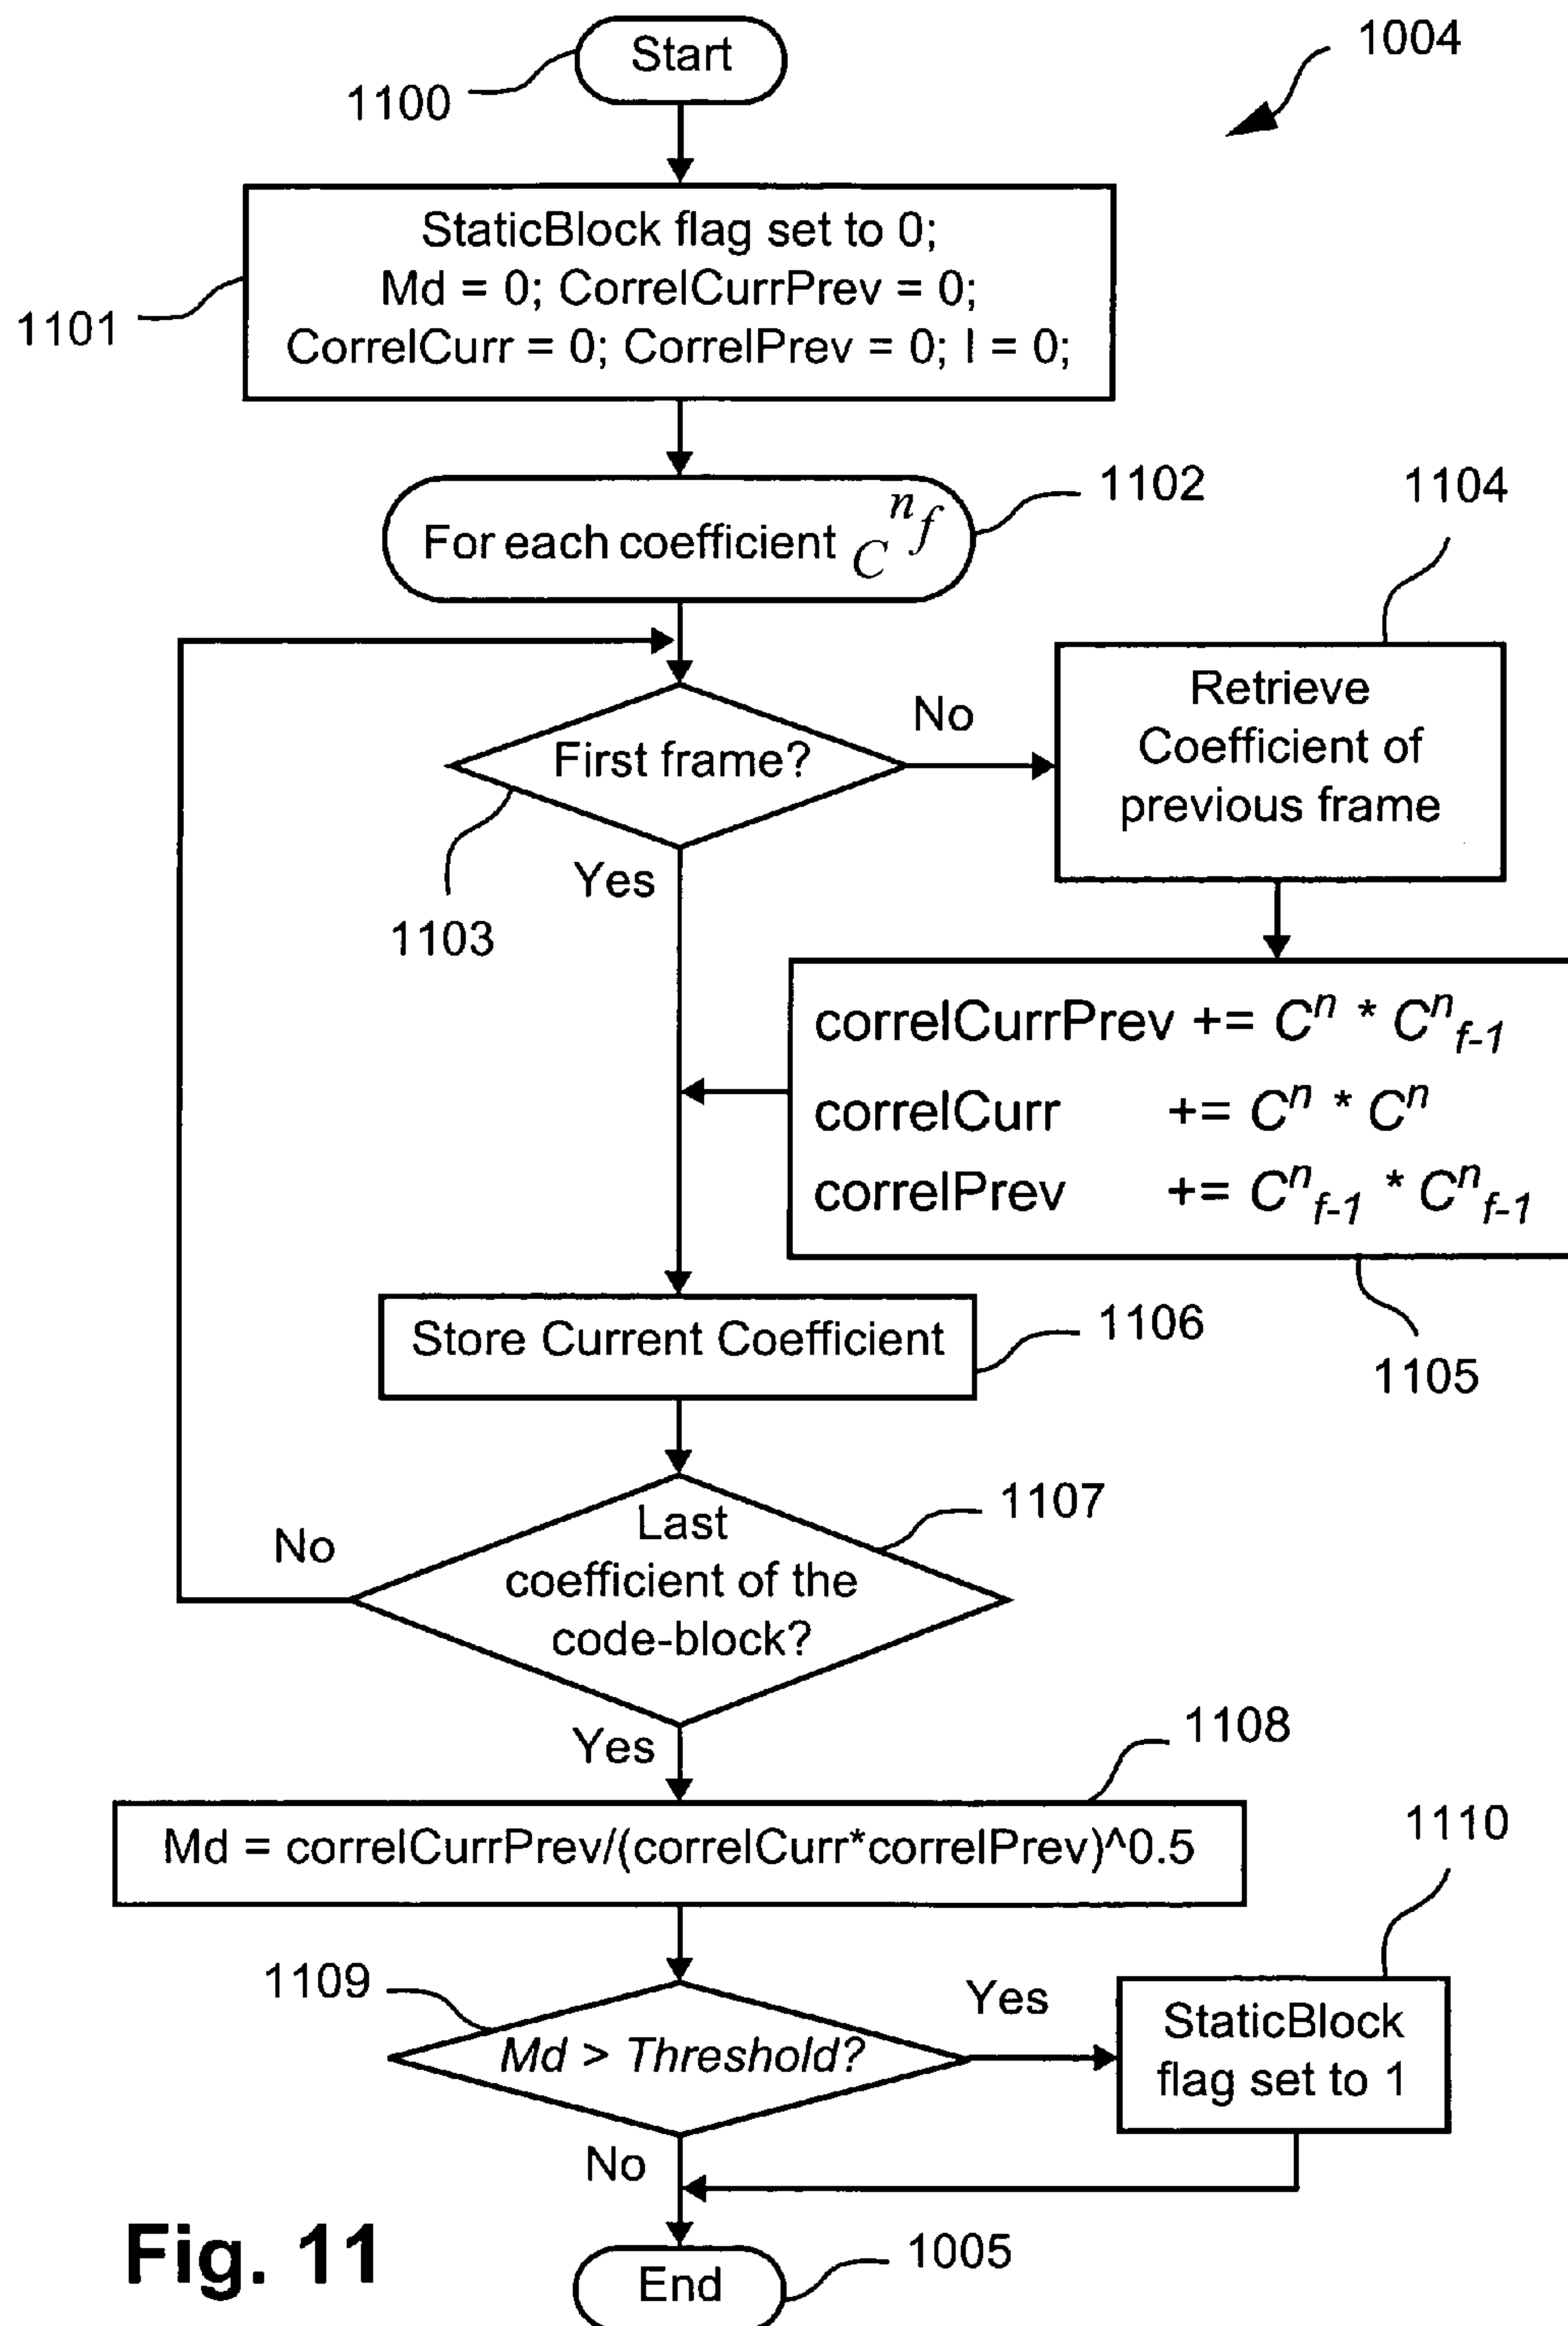 1004
Start
1100
StaticBlock flag set to 0;
Md = 0; CorrelCurrPrev = 0;
CorrelCurr = 0; CorrelPrev = 0; I = 0;
1101
For each coefficient C^n_f
1102
1104
First frame?
No
Yes
1103
Retrieve
Coefficient of
previous frame
correlCurrPrev += C^n * C^n_{f-1}
correlCurr += C^n * C^n
correlPrev += C^n_{f-1} * C^n_{f-1}
1105
Store Current Coefficient
1106
Last
coefficient of the
code-block?
1107
No
Yes
1108
Md = correlCurrPrev/(correlCurr*correlPrev)^0.5
1110
1109
Md > Threshold?
Yes
StaticBlock
flag set to 1
No
End
1005
Fig. 11